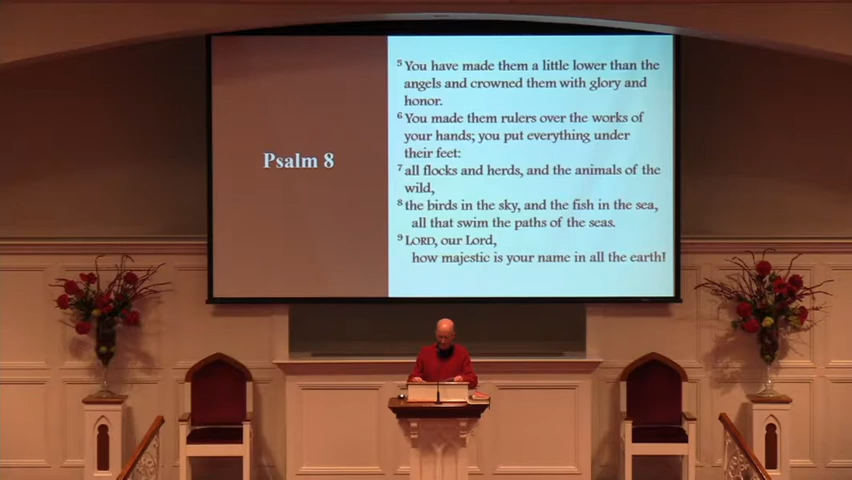 Psalm 8
5 You have made them a little lower than the
angels and crowned them with glory and
honor.
6 You made them rulers over the works of
your hands; you put everything under
their feet:
7 all flocks and herds, and the animals of the
wild,
8 the birds in the sky, and the fish in the sea,
all that swim the paths of the seas.
9 LORD, our Lord,
how majestic is your name in all the earth!